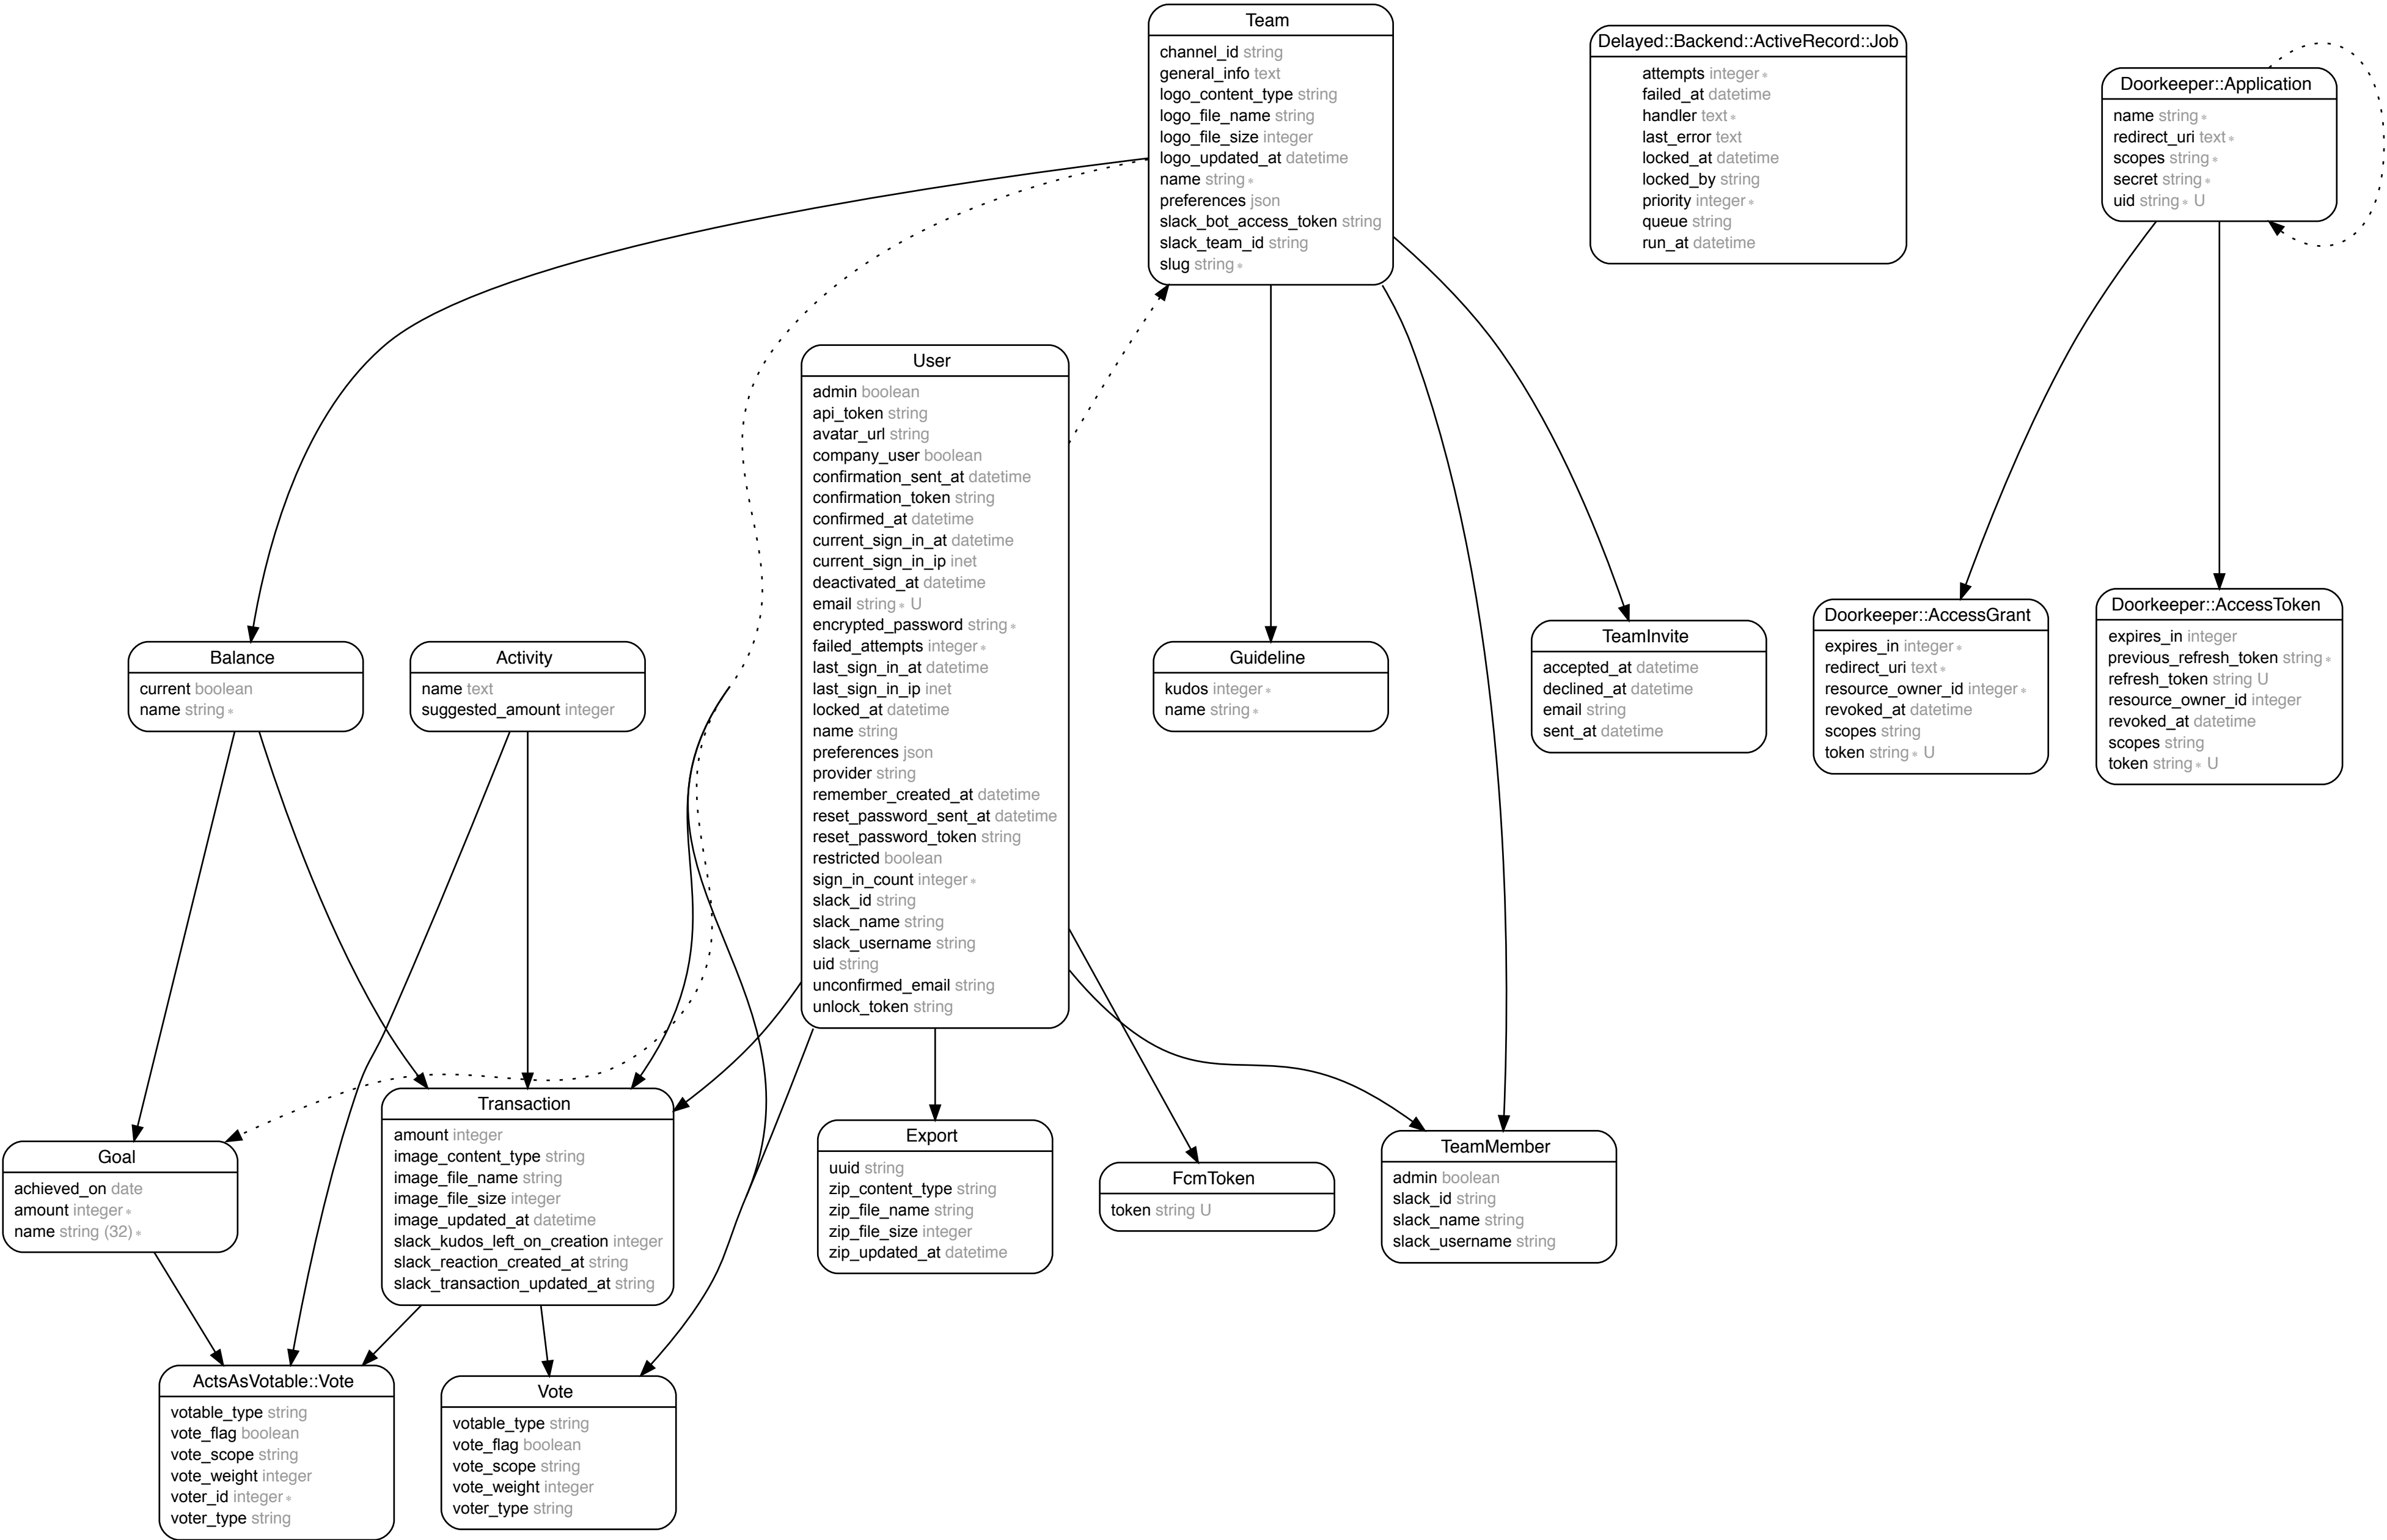 Team
channel_id string
general_info text
logo_content_type string
logo_file_name string
logo_file_size integer
logo_updated_at datetime
name string ∗
preferences json
slack_bot_access_token string
slack_team_id string
slug string ∗
Delayed::Backend::ActiveRecord::Job
attempts integer ∗
failed_at datetime
handler text ∗
last_error text
locked_at datetime
locked_by string
priority integer ∗
queue string
run_at datetime
Doorkeeper::Application
name string ∗
redirect_uri text ∗
scopes string ∗
secret string ∗
uid string ∗ U
User
admin boolean
api_token string
avatar_url string
company_user boolean
confirmation_sent_at datetime
confirmation_token string
confirmed_at datetime
current_sign_in_at datetime
current_sign_in_ip inet
deactivated_at datetime
email string ∗ U
encrypted_password string ∗
failed_attempts integer ∗
last_sign_in_at datetime
last_sign_in_ip inet
locked_at datetime
name string
preferences json
provider string
remember_created_at datetime
reset_password_sent_at datetime
reset_password_token string
restricted boolean
sign_in_count integer ∗
slack_id string
slack_name string
slack_username string
uid string
unconfirmed_email string
unlock_token string
Balance
current boolean
name string ∗
Activity
name text
suggested_amount integer
Guideline
kudos integer ∗
name string ∗
TeamInvite
accepted_at datetime
declined_at datetime
email string
sent_at datetime
Doorkeeper::AccessGrant
expires_in integer ∗
redirect_uri text ∗
resource_owner_id integer ∗
revoked_at datetime
scopes string
token string ∗ U
Doorkeeper::AccessToken
expires_in integer
previous_refresh_token string ∗
refresh_token string U
resource_owner_id integer
revoked_at datetime
scopes string
token string ∗ U
Goal
achieved_on date
amount integer ∗
name string (32) ∗
Transaction
amount integer
image_content_type string
image_file_name string
image_file_size integer
image_updated_at datetime
slack_kudos_left_on_creation integer
slack_reaction_created_at string
slack_transaction_updated_at string
Export
uuid string
zip_content_type string
zip_file_name string
zip_file_size integer
zip_updated_at datetime
FcmToken
token string U
TeamMember
admin boolean
slack_id string
slack_name string
slack_username string
ActsAsVotable::Vote
votable_type string
vote_flag boolean
vote_scope string
vote_weight integer
voter_id integer ∗
voter_type string
Vote
votable_type string
vote_flag boolean
vote_scope string
vote_weight integer
voter_type string